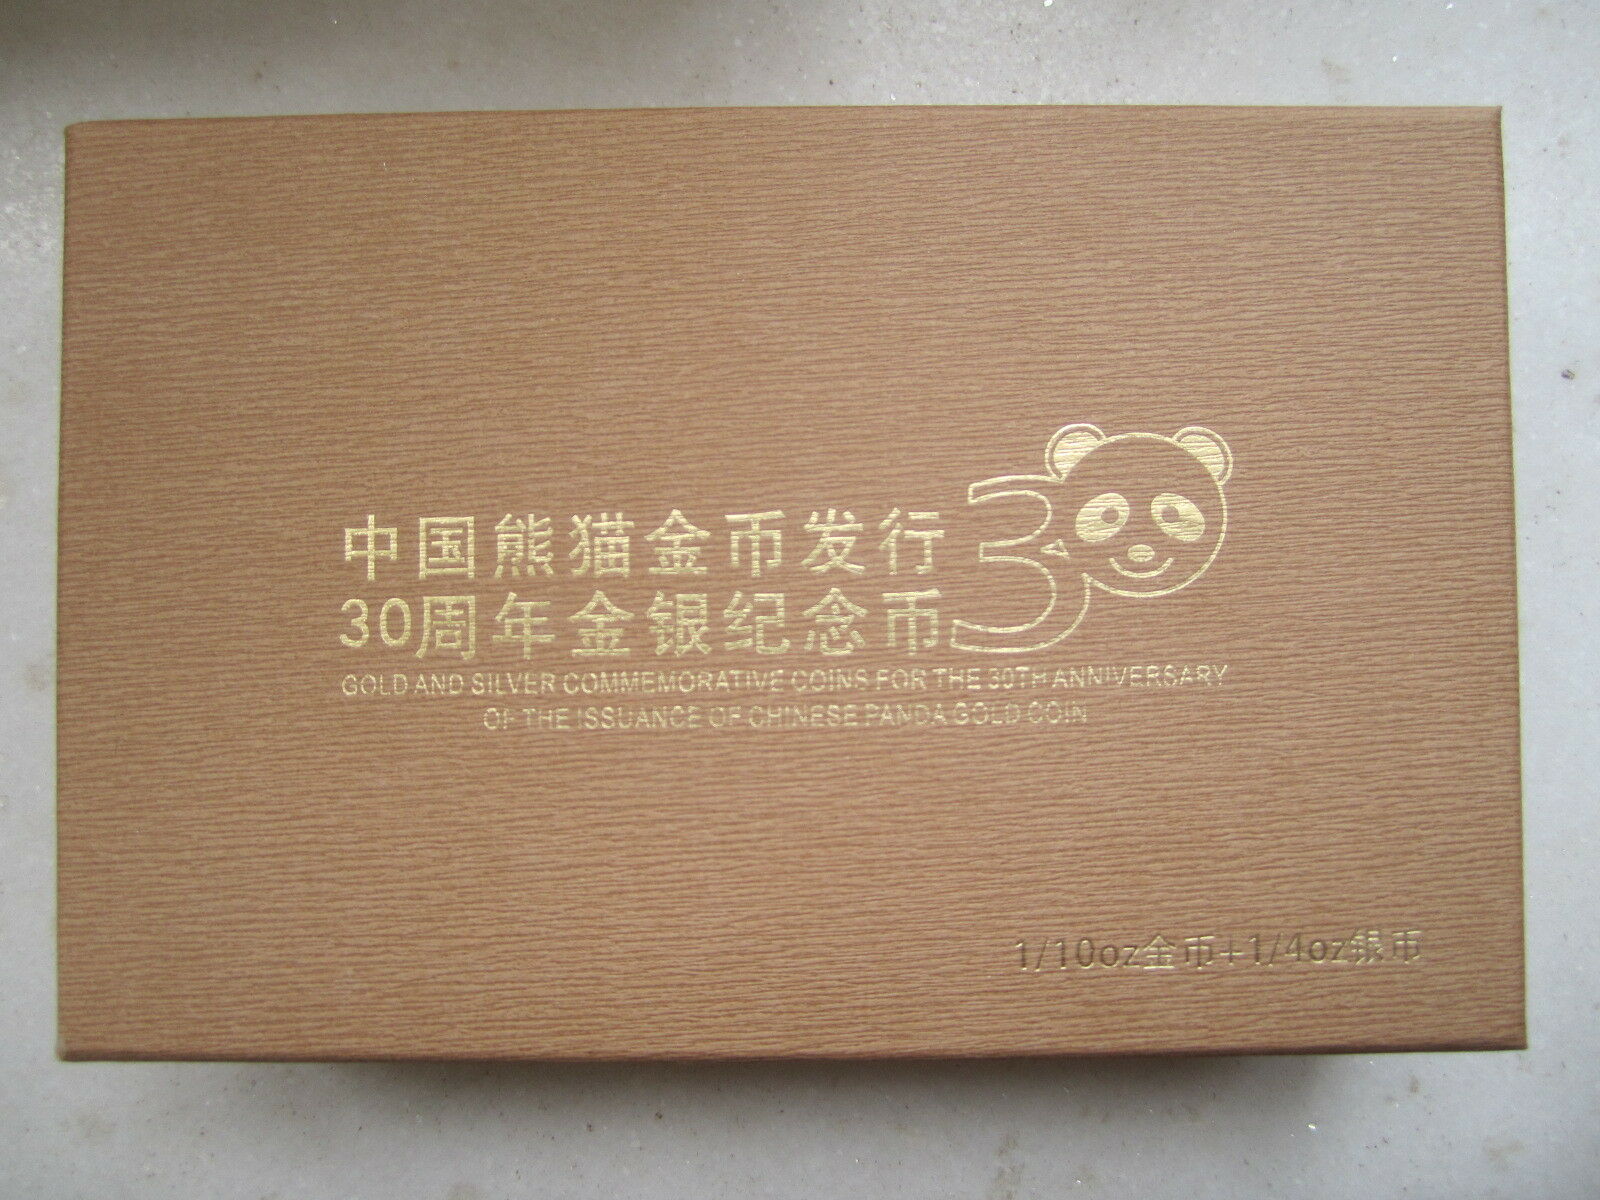 中国熊猫金币发行
30周年金银纪念币
30
GOLD AND SILVER COMMEMORATIVE COINS FOR THE 30TH ANNIVERSARY
OF THE ISSUANCE OF CHINESE PANDA GOLD COIN
1/10oz金币+1/4oz银币